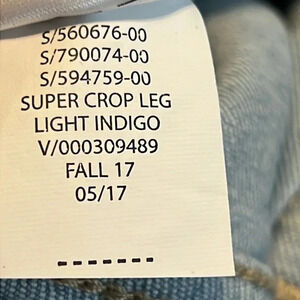 S/560676-00
S/790074-00
S/594759-00
SUPER CROP LEG
LIGHT INDIGO
V/000309489
FALL 17
05/17